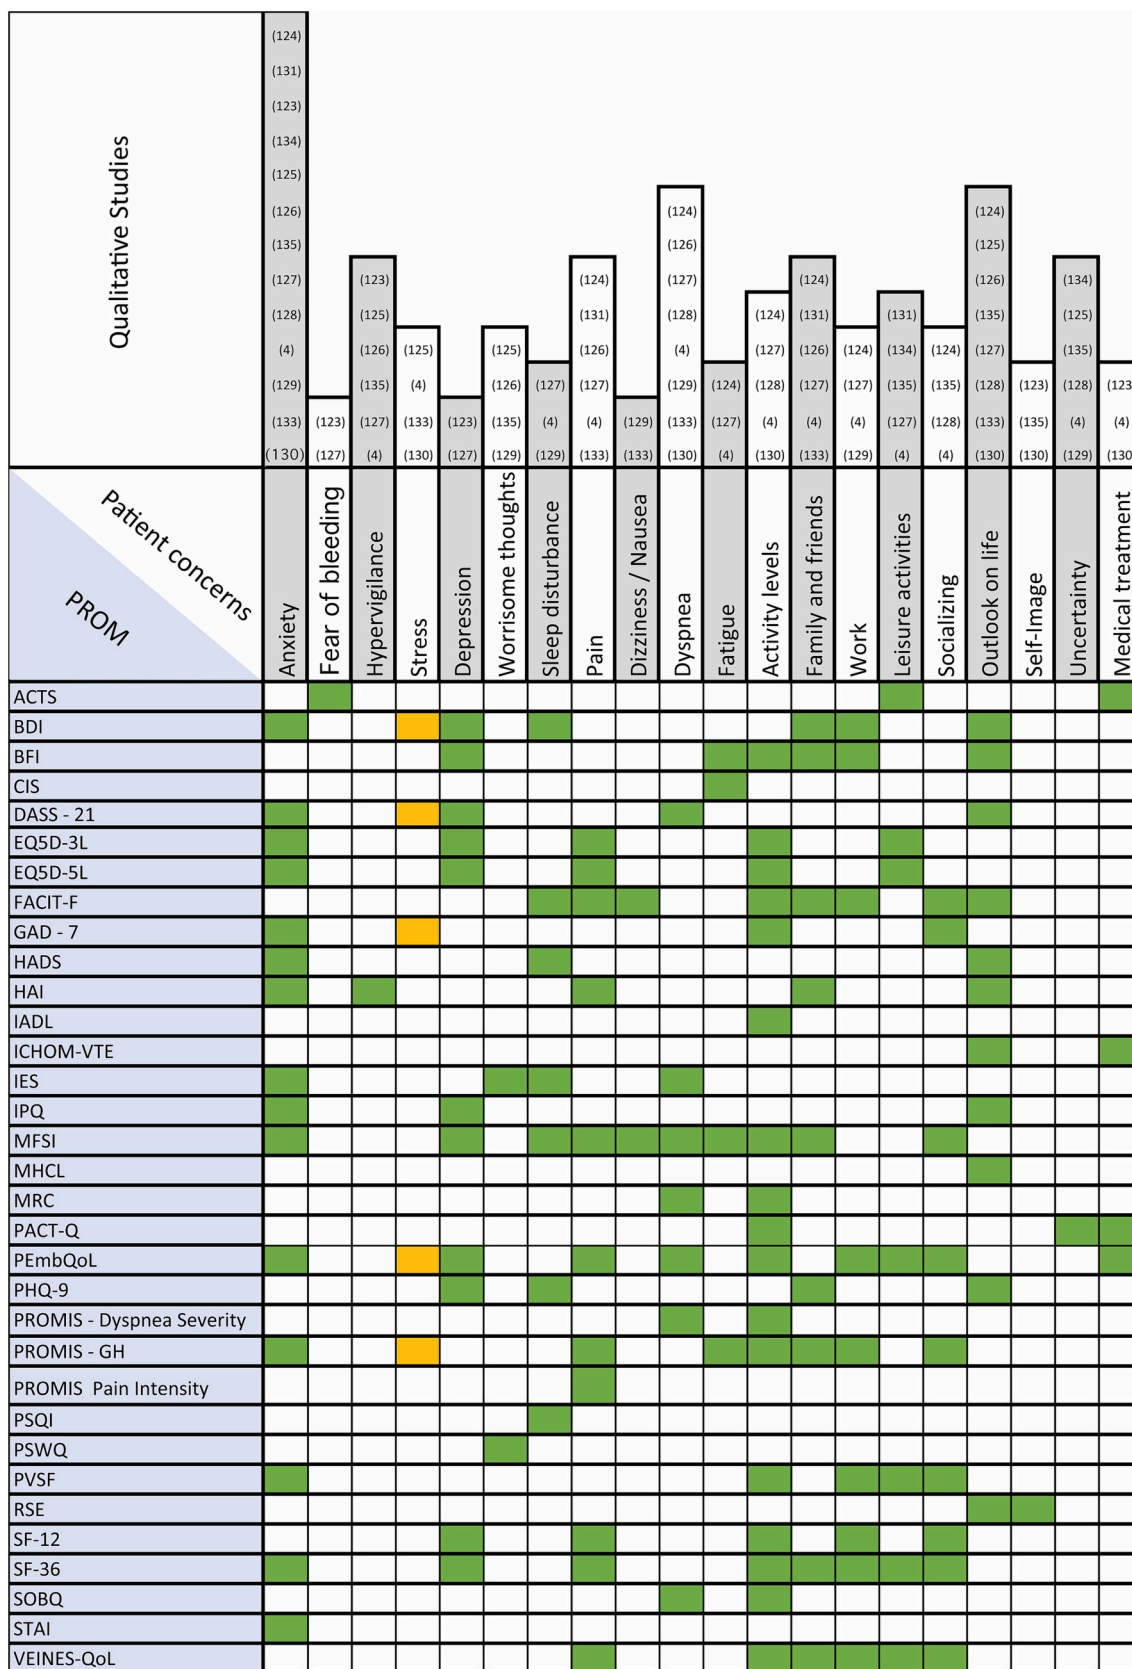 Qualitative Studies
(124)
(131)
(123)
(134)
(125)
(126)
(135)
(127)
(128)
(4)
(129)
(133)
(130)
(123)
(127)
(123)
(125)
(126)
(135)
(127)
(4)
(125)
(4)
(133)
(130)
(123)
(127)
(125)
(126)
(135)
(129)
(127)
(4)
(129)
(124)
(131)
(126)
(127)
(4)
(133)
(129)
(133)
(124)
(126)
(127)
(128)
(4)
(129)
(133)
(130)
(124)
(127)
(4)
(124)
(127)
(128)
(4)
(130)
(124)
(131)
(126)
(127)
(4)
(133)
(124)
(127)
(4)
(129)
(131)
(134)
(135)
(127)
(4)
(124)
(135)
(128)
(4)
(124)
(125)
(126)
(135)
(127)
(128)
(133)
(130)
(123)
(135)
(130)
(134)
(125)
(135)
(128)
(4)
(129)
(123
(4)
(130
Patient concerns
PROM
Anxiety
Fear of bleeding
Hypervigilance
Stress
Depression
Worrisome thoughts
Sleep disturbance
Pain
Dizziness / Nausea
Dyspnea
Fatigue
Activity levels
Family and friends
Work
Leisure activities
Socializing
Outlook on life
Self-Image
Uncertainty
Medical treatment
ACTS
BDI
BFI
CIS
DASS - 21
EQ5D-3L
EQ5D-5L
FACIT-F
GAD - 7
HADS
HAI
IADL
ICHOM-VTE
IES
IPQ
MFSI
MHCL
MRC
PACT-Q
PEmbQoL
PHQ-9
PROMIS - Dyspnea Severity
PROMIS - GH
PROMIS Pain Intensity
PSQI
PSWQ
PVSF
RSE
SF-12
SF-36
SOBQ
STAI
VEINES-QoL